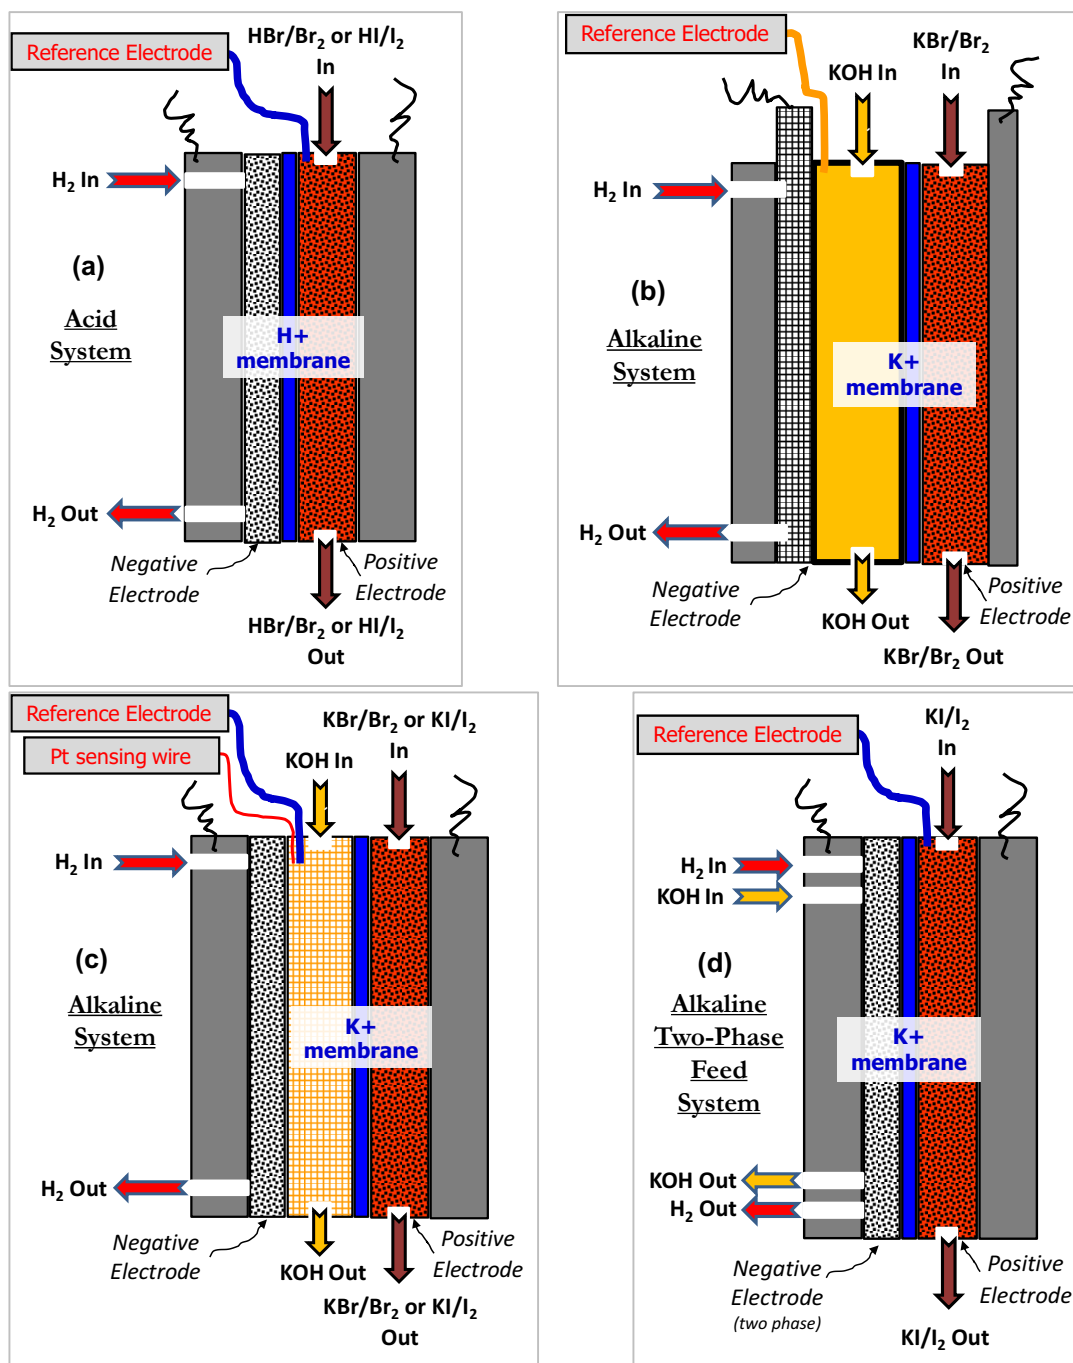 Reference Electrode
HBr/Br₂ or HI/I₂
In
H₂ In
(a)
Acid
System
H+
membrane
H₂ Out
Negative
Electrode
Positive
Electrode
HBr/Br₂ or HI/I₂
Out
Reference Electrode
KOH In
KBr/Br₂
In
H₂ In
(b)
Alkaline
System
K+
membrane
H₂ Out
Negative
Electrode
Positive
Electrode
KOH Out
KBr/Br₂ Out
Reference Electrode
Pt sensing wire
KOH In
KBr/Br₂ or KI/I₂
In
H₂ In
(c)
Alkaline
System
K+
membrane
H₂ Out
Negative
Electrode
Positive
Electrode
KOH Out
KBr/Br₂ or KI/I₂
Out
Reference Electrode
KI/I₂
In
H₂ In
KOH In
(d)
Alkaline
Two-Phase
Feed
System
K+
membrane
KOH Out
H₂ Out
Negative
Electrode
(two phase)
Positive
Electrode
KI/I₂ Out